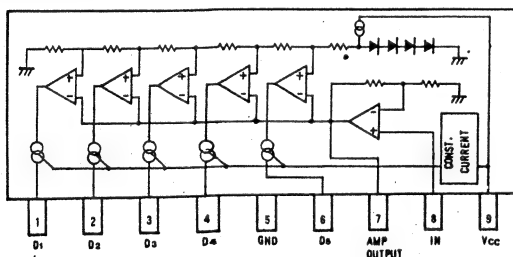 + + + + +
- - - - -
-
+
CONST.
CURRENT
1 2 3 4 5 6 7 8 9
D1 D2 D3 D4 GND D5 AMP OUTPUT IN VCC